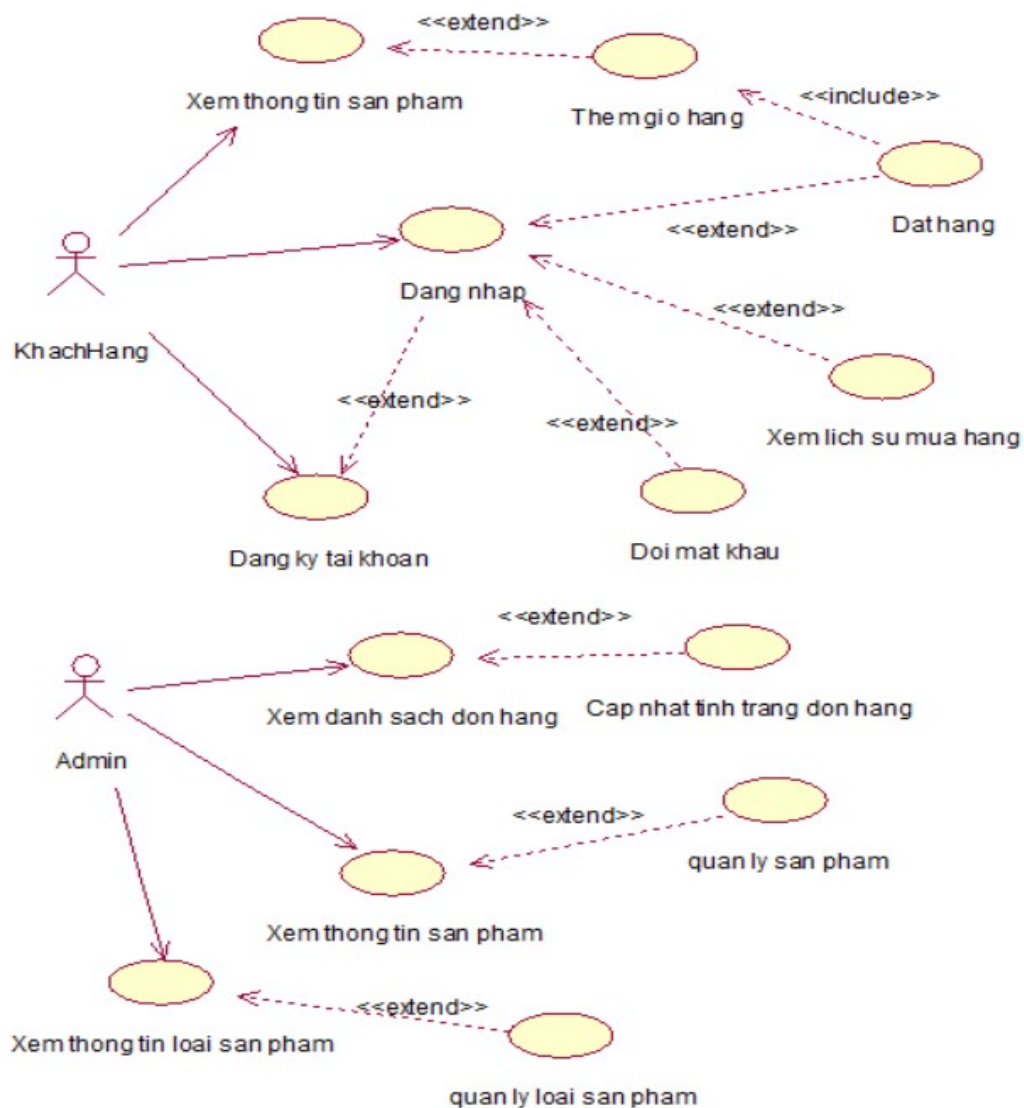 <<extend>>
Xem thong tin san pham
Them gio hang
<<include>>
Dat hang
<<extend>>
Dang nhap
<<extend>>
KhachHang
Xem lich su mua hang
<<extend>>
<<extend>>
Dang ky tai khoan
Doi mat khau
<<extend>>
Xem danh sach don hang
Cap nhat tinh trang don hang
Admin
<<extend>>
quan ly san pham
Xem thong tin san pham
<<extend>>
Xem thong tin loai san pham
quan ly loai san pham